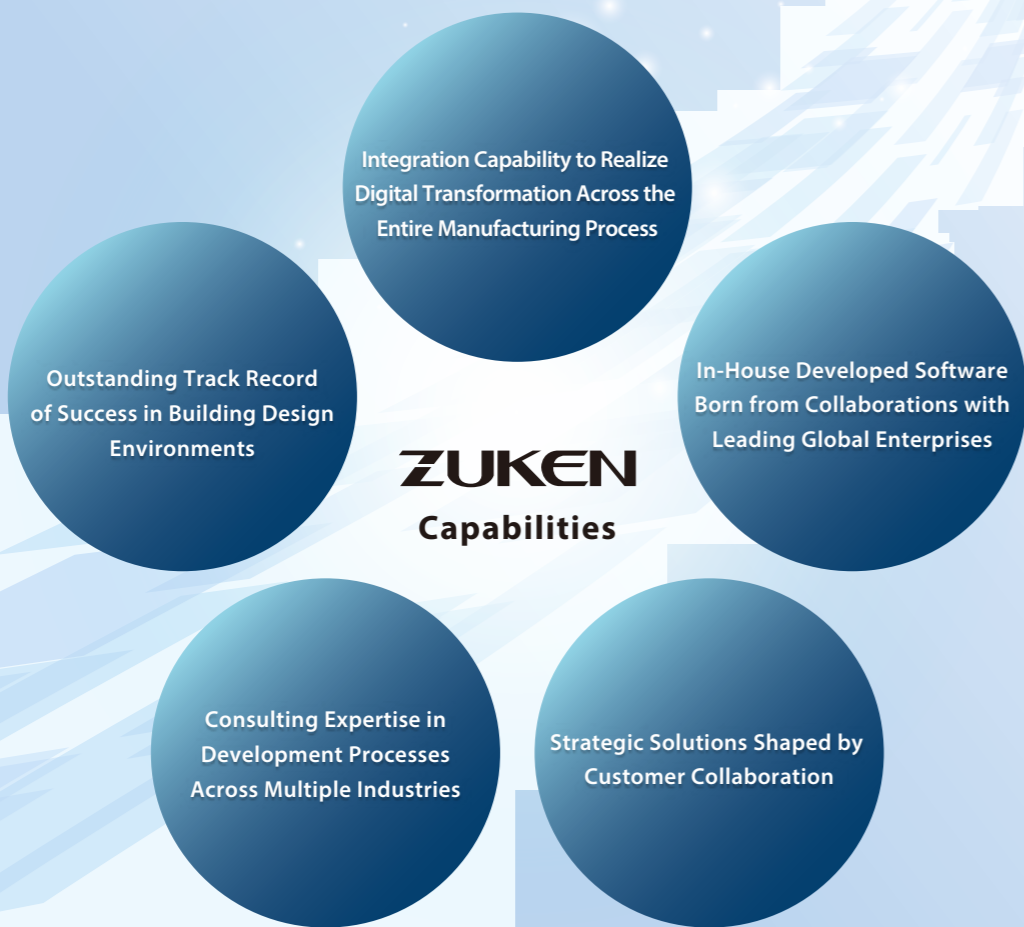 Integration Capability to Realize
Digital Transformation Across the
Entire Manufacturing Process
Outstanding Track Record
of Success in Building Design
Environments
In-House Developed Software
Born from Collaborations with
Leading Global Enterprises
ZUKEN
Capabilities
Consulting Expertise in
Development Processes
Across Multiple Industries
Strategic Solutions Shaped by
Customer Collaboration